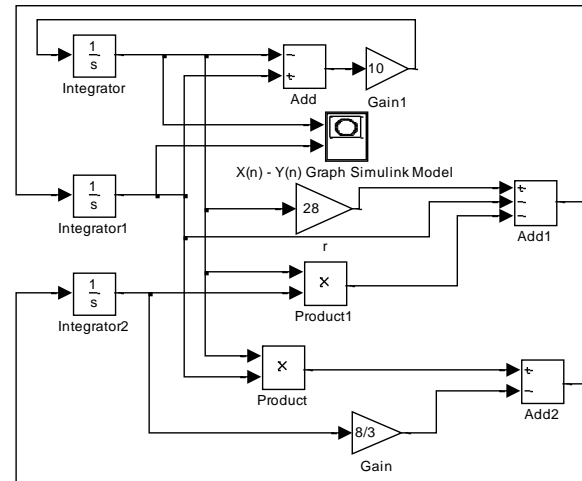 1
s
Integrator
−
+
Add
10
Gain1
X(n) - Y(n) Graph Simulink Model
1
s
Integrator1
28
r
+
−
−
Add1
1
s
Integrator2
×
Product1
×
Product
+
−
Add2
8/3
Gain